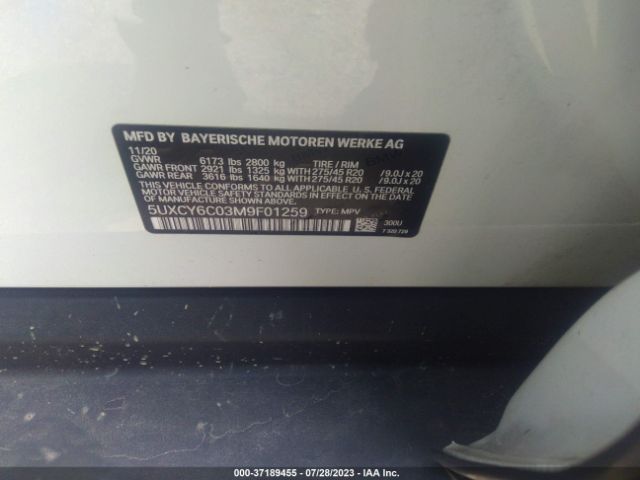 MFD BY BAYERISCHE MOTOREN WERKE AG
11/20
GVWR 6173 lbs 2800 kg TIRE / RIM
GAWR FRONT 2921 lbs 1325 kg WITH 275/45 R20 / 9.0J x 20
GAWR REAR 3616 lbs 1640 kg WITH 275/45 R20 / 9.0J x 20
THIS VEHICLE CONFORMS TO ALL APPLICABLE U. S. FEDERAL
MOTOR VEHICLE SAFETY STANDARDS IN EFFECT ON THE DATE
OF MANUFACTURE SHOWN ABOVE.
5UXCY6C03M9F01259 TYPE: MPV
300U
7 320 729
000-37189455 / 07/28/2023 / IAA Inc.